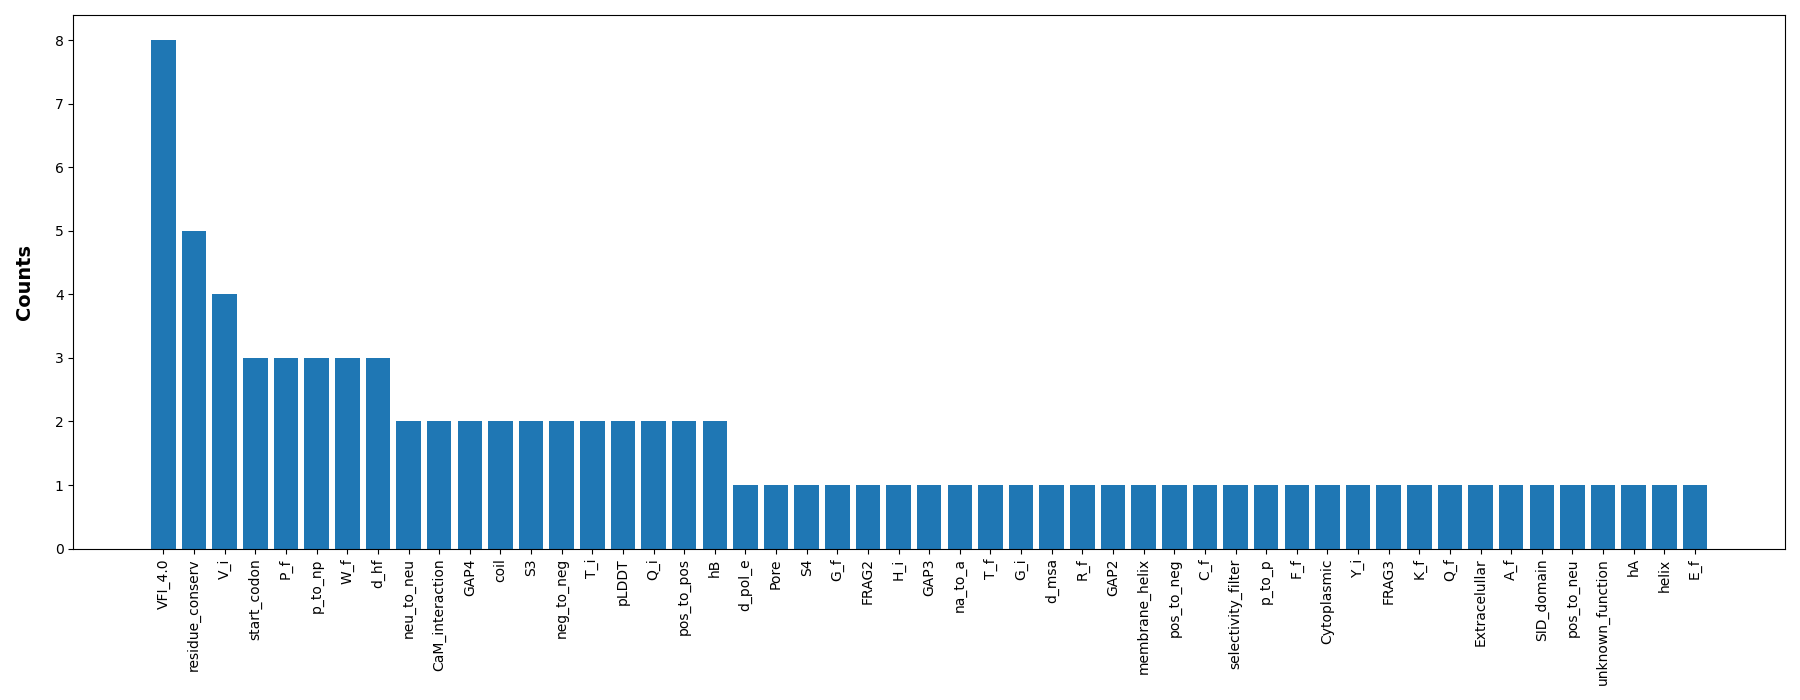 Counts
8
7
6
5
4
3
2
1
0
VFI_4.0
residue_conserv
V_i
start_codon
P_f
p_to_np
W_f
d_hf
neu_to_neu
CaM_interaction
GAP4
coil
S3
neg_to_neg
T_i
pLDDT
Q_i
pos_to_pos
hB
d_pol_e
Pore
S4
G_f
FRAG2
H_i
GAP3
na_to_a
T_f
G_i
d_msa
R_f
GAP2
membrane_helix
pos_to_neg
C_f
selectivity_filter
p_to_p
F_f
Cytoplasmic
Y_i
FRAG3
K_f
Q_f
Extracelullar
A_f
SID_domain
pos_to_neu
unknown_function
hA
helix
E_f